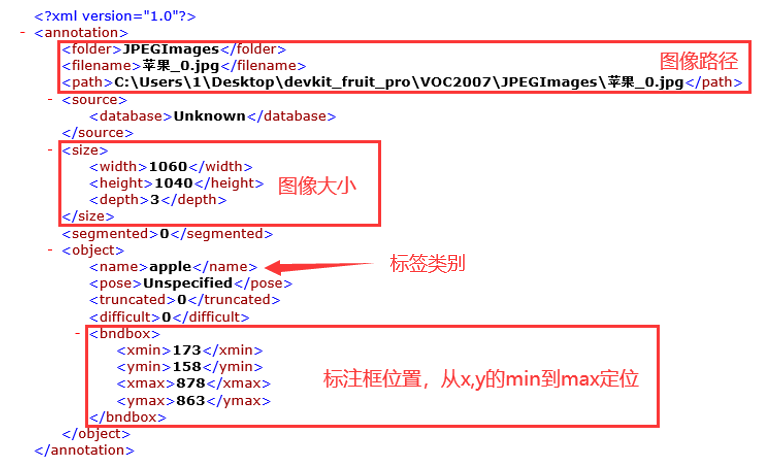 <?xml version="1.0"?>
- <annotation>
<folder>JPEGImages</folder>
<filename>苹果_0.jpg</filename>
图像路径
<path>C:\Users\1\Desktop\devkit_fruit_pro\VOC2007\JPEGImages\苹果_0.jpg</path>
- <source>
<database>Unknown</database>
</source>
- <size>
<width>1060</width>
<height>1040</height>
图像大小
<depth>3</depth>
</size>
<segmented>0</segmented>
- <object>
<name>apple</name>
标签类别
<pose>Unspecified</pose>
<truncated>0</truncated>
<difficult>0</difficult>
- <bndbox>
<xmin>173</xmin>
<ymin>158</ymin>
标注框位置，从x,y的min到max定位
<xmax>878</xmax>
<ymax>863</ymax>
</bndbox>
</object>
</annotation>